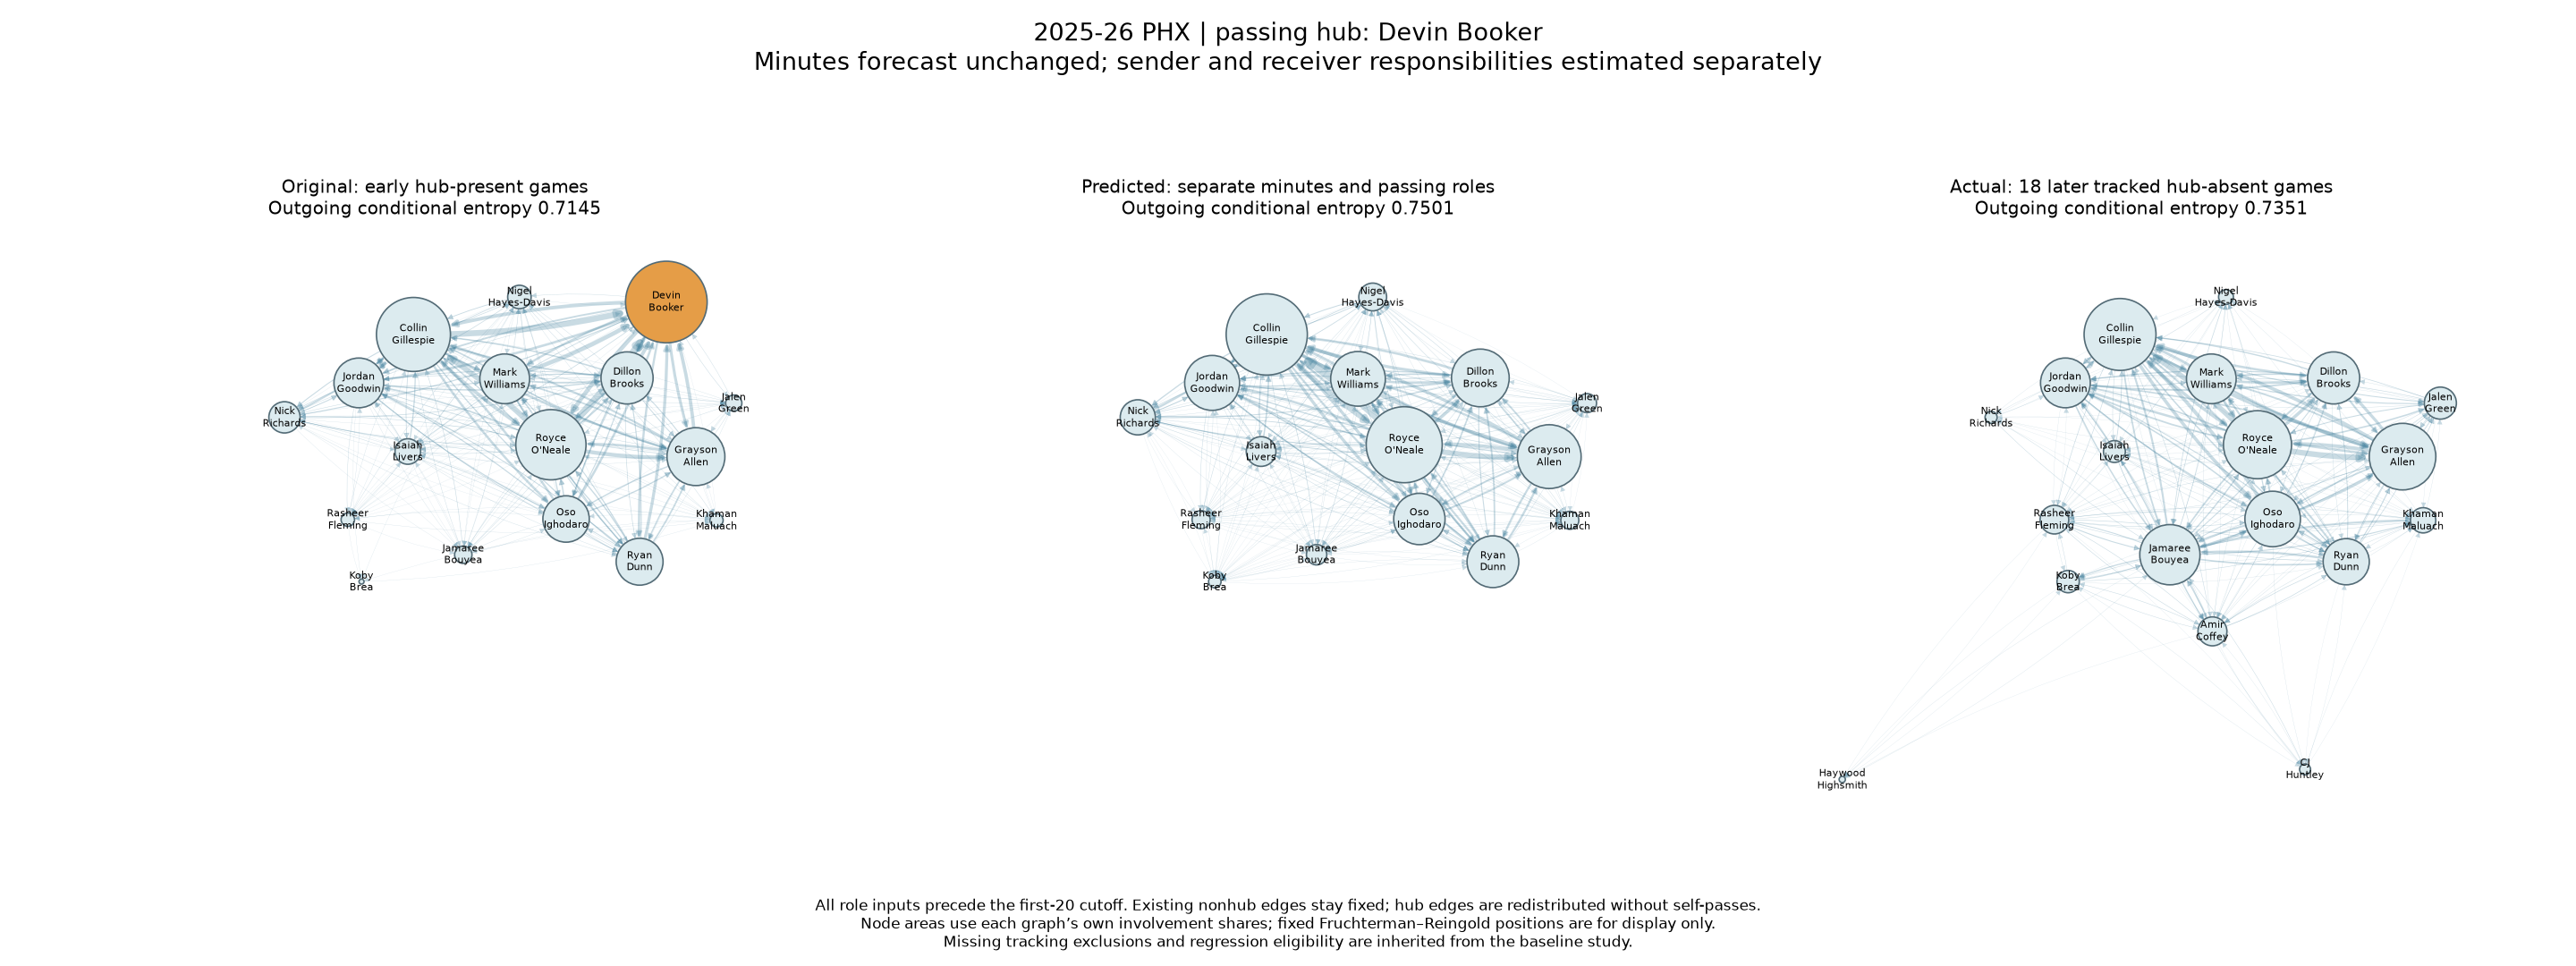 2025-26 PHX | passing hub: Devin Booker
Minutes forecast unchanged; sender and receiver responsibilities estimated separately
Original: early hub-present games
Outgoing conditional entropy 0.7145
Nigel
Hayes-Davis
Devin
Booker
Collin
Gillespie
Jordan
Goodwin
Mark
Williams
Dillon
Brooks
Jalen
Green
Nick
Richards
Isaiah
Livers
Royce
O'Neale
Grayson
Allen
Rasheer
Fleming
Oso
Ighodaro
Khaman
Maluach
Jamaree
Bouyea
Ryan
Dunn
Koby
Brea
Predicted: separate minutes and passing roles
Outgoing conditional entropy 0.7501
Nigel
Hayes-Davis
Collin
Gillespie
Jordan
Goodwin
Mark
Williams
Dillon
Brooks
Jalen
Green
Nick
Richards
Isaiah
Livers
Royce
O'Neale
Grayson
Allen
Rasheer
Fleming
Oso
Ighodaro
Khaman
Maluach
Jamaree
Bouyea
Ryan
Dunn
Koby
Brea
Actual: 18 later tracked hub-absent games
Outgoing conditional entropy 0.7351
Nigel
Hayes-Davis
Collin
Gillespie
Jordan
Goodwin
Mark
Williams
Dillon
Brooks
Jalen
Green
Nick
Richards
Isaiah
Livers
Royce
O'Neale
Grayson
Allen
Rasheer
Fleming
Oso
Ighodaro
Khaman
Maluach
Jamaree
Bouyea
Ryan
Dunn
Koby
Brea
Amir
Coffey
Haywood
Highsmith
CJ
Huntley
All role inputs precede the first-20 cutoff. Existing nonhub edges stay fixed; hub edges are redistributed without self-passes.
Node areas use each graph’s own involvement shares; fixed Fruchterman–Reingold positions are for display only.
Missing tracking exclusions and regression eligibility are inherited from the baseline study.